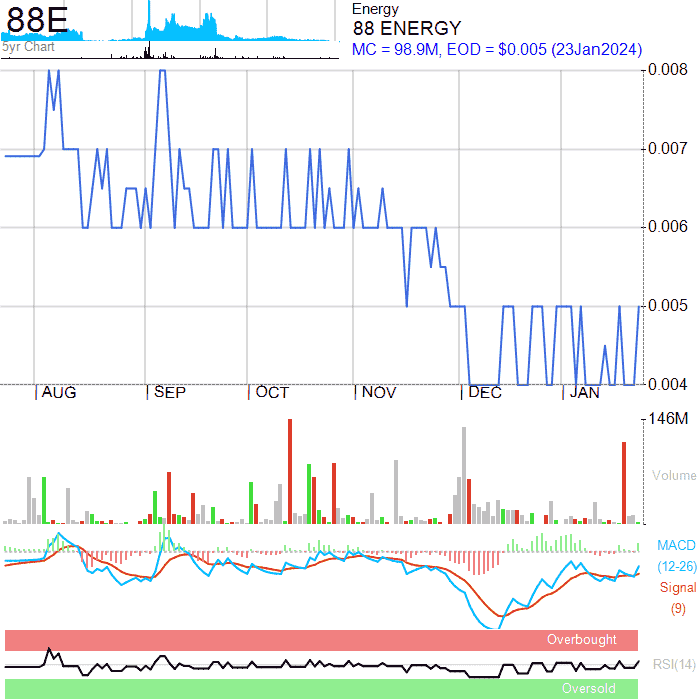 88E
Energy
88 ENERGY
5yr Chart
MC = 98.9M, EOD = $0.005 (23Jan2024)
0.008
0.007
0.006
0.005
0.004
AUG SEP OCT NOV DEC JAN
146M
Volume
MACD
(12-26)
Signal
(9)
Overbought
RSI(14)
Oversold